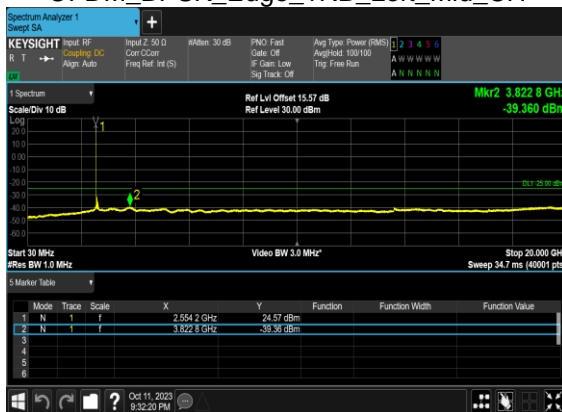 Spectrum Analyzer 1
Swept SA
+
KEYSIGHT
R T
LU
Input: RF
Coupling: DC
Align: Auto
Input Z: 50 Ω
Corr CCorr
Freq Ref: Int (S)
#Atten: 30 dB
PNO: Fast
Gate: Off
IF Gain: Low
Sig Track: Off
Avg Type: Power (RMS)
Avg|Hold: 100/100
Trig: Free Run
1 2 3 4 5 6
A W W W W W
A N N N N N
1 Spectrum
Scale/Div 10 dB
Ref Lvl Offset 15.57 dB
Ref Level 30.00 dBm
Mkr2 3.822 8 GHz
-39.360 dBm
Log
20.0
10.0
0.00
-10.0
-20.0
-30.0
-40.0
-50.0
-60.0
1
2
Start 30 MHz
#Res BW 1.0 MHz
Video BW 3.0 MHz*
Stop 20.000 GH
Sweep 34.7 ms (40001 pts
5 Marker Table
Mode Trace Scale X Y Function Function Width Function Value
1 N 1 f 2.554 2 GHz 24.57 dBm
2 N 1 f 3.822 8 GHz -39.36 dBm
3
4
5
6
?
Oct 11, 2023
9:32:20 PM